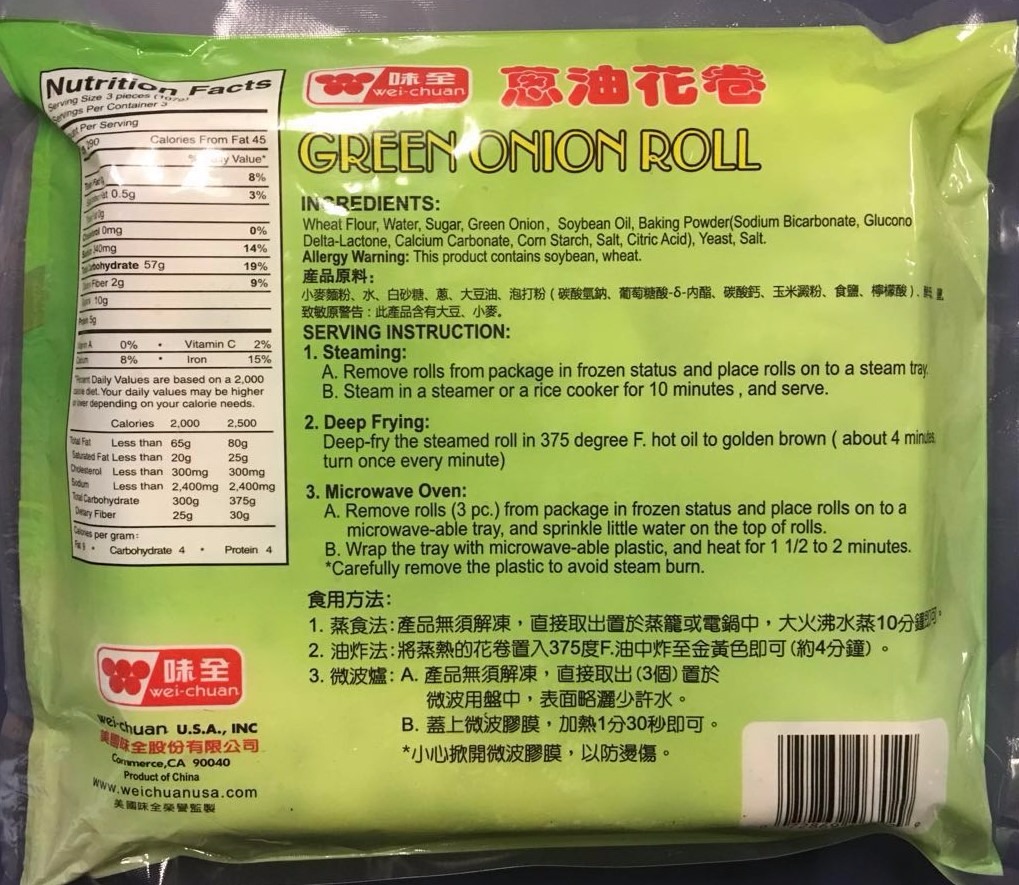 Nutrition Facts
Serving Size 3 pieces
Servings Per Container 3
Per Serving
290 Calories From Fat 45
Value*
8%
0.5g 3%
0g
0mg 0%
340mg 14%
Carbohydrate 57g 19%
Fiber 2g 9%
10g
5g
0% • Vitamin C 2%
8% • Iron 15%
Percent Daily Values are based on a 2,000
diet. Your daily values may be higher
or lower depending on your calorie needs.
Calories 2,000 2,500
Total Fat Less than 65g 80g
Saturated Fat Less than 20g 25g
Cholesterol Less than 300mg 300mg
Sodium Less than 2,400mg 2,400mg
Total Carbohydrate 300g 375g
Dietary Fiber 25g 30g
Calories per gram:
Fat 9 • Carbohydrate 4 • Protein 4
味全
wei-chuan
蔥油花卷
GREEN ONION ROLL
INGREDIENTS:
Wheat Flour, Water, Sugar, Green Onion, Soybean Oil, Baking Powder(Sodium Bicarbonate, Glucono
Delta-Lactone, Calcium Carbonate, Corn Starch, Salt, Citric Acid), Yeast, Salt.
Allergy Warning: This product contains soybean, wheat.
產品原料:
小麥麵粉、水、白砂糖、蔥、大豆油、泡打粉(碳酸氫鈉、葡萄糖酸-δ-内酯、碳酸鈣、玉米澱粉、食鹽、檸檬酸)、
致敏原警告:此產品含有大豆、小麥。
SERVING INSTRUCTION:
1. Steaming:
A. Remove rolls from package in frozen status and place rolls on to a steam tray.
B. Steam in a steamer or a rice cooker for 10 minutes , and serve.
2. Deep Frying:
Deep-fry the steamed roll in 375 degree F. hot oil to golden brown ( about 4 minutes,
turn once every minute)
3. Microwave Oven:
A. Remove rolls (3 pc.) from package in frozen status and place rolls on to a
microwave-able tray, and sprinkle little water on the top of rolls.
B. Wrap the tray with microwave-able plastic, and heat for 1 1/2 to 2 minutes.
*Carefully remove the plastic to avoid steam burn.
食用方法:
1. 蒸食法:產品無須解凍,直接取出置於蒸籠或電鍋中,大火沸水蒸10分鐘即可。
2. 油炸法:將蒸熱的花卷置入375度F.油中炸至金黃色即可(約4分鐘)。
3. 微波爐: A. 產品無須解凍,直接取出(3個)置於
微波用盤中,表面略灑少許水。
B. 蓋上微波膠膜,加熱1分30秒即可。
*小心掀開微波膠膜,以防燙傷。
味全
wei-chuan
wei-chuan U.S.A., INC
美國味全股份有限公司
Commerce,CA 90040
Product of China
www.weichuanusa.com
美國味全榮譽監製